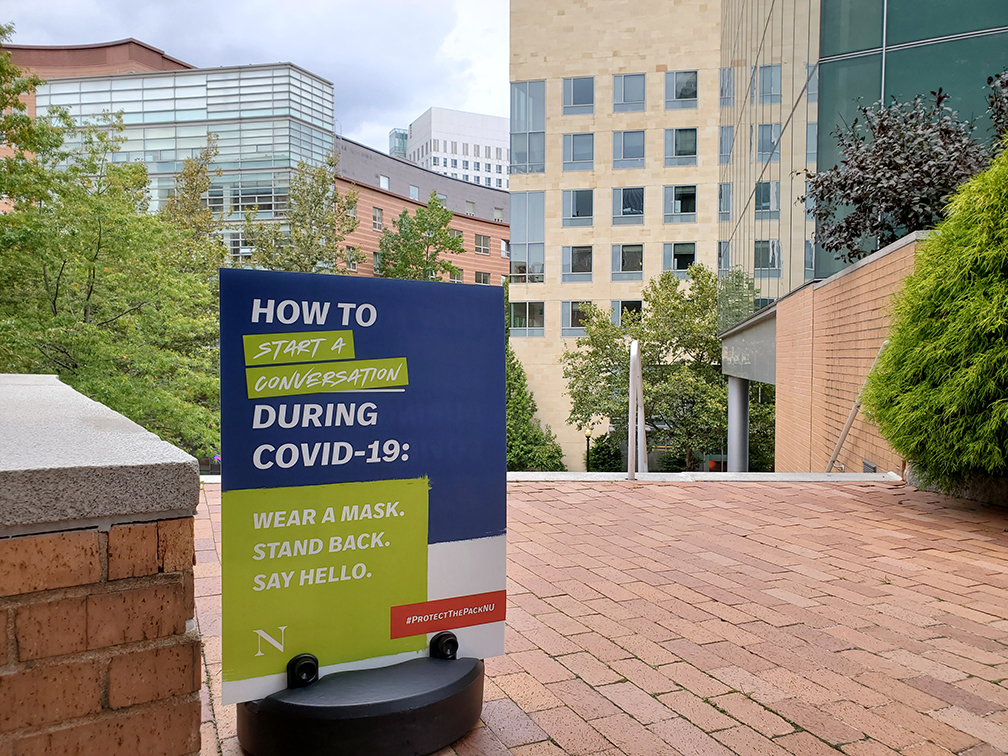 HOW TO
START A
CONVERSATION
DURING
COVID-19:
WEAR A MASK.
STAND BACK.
SAY HELLO.
#PROTECTTHEPACKNU
N